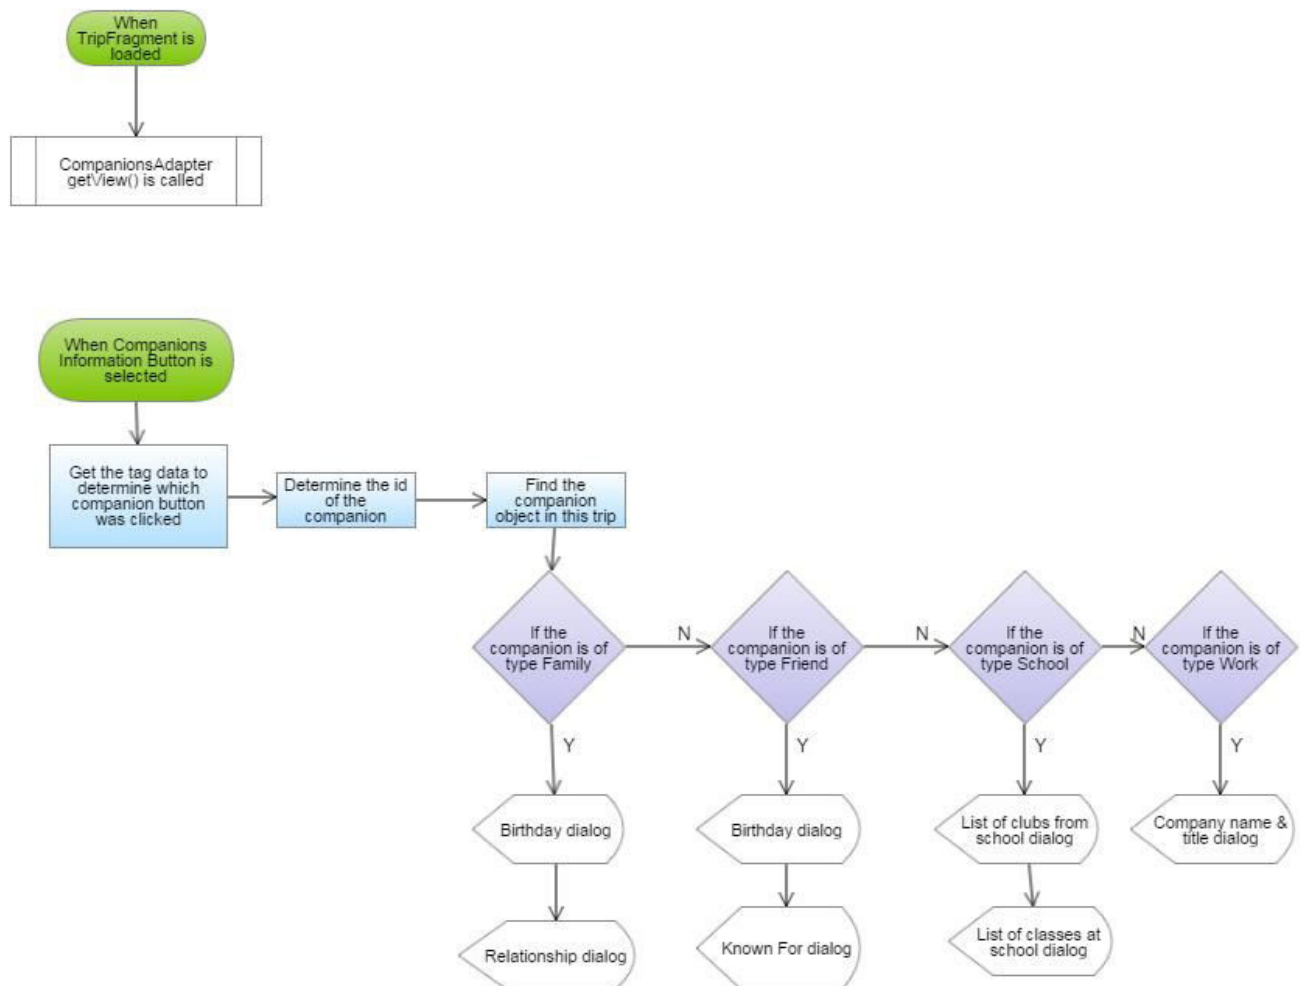 When
TripFragment is
loaded
CompanionsAdapter
getView() is called
When Companions
Information Button is
selected
Get the tag data to
determine which
companion button
was clicked
Determine the id
of the
companion
Find the
companion
object in this trip
If the
companion is of
type Family
N
If the
companion is of
type Friend
N
If the
companion is of
type School
N
If the
companion is of
type Work
Y
Y
Y
Y
Birthday dialog
Birthday dialog
List of clubs from
school dialog
Company name &
title dialog
Relationship dialog
Known For dialog
List of classes at
school dialog